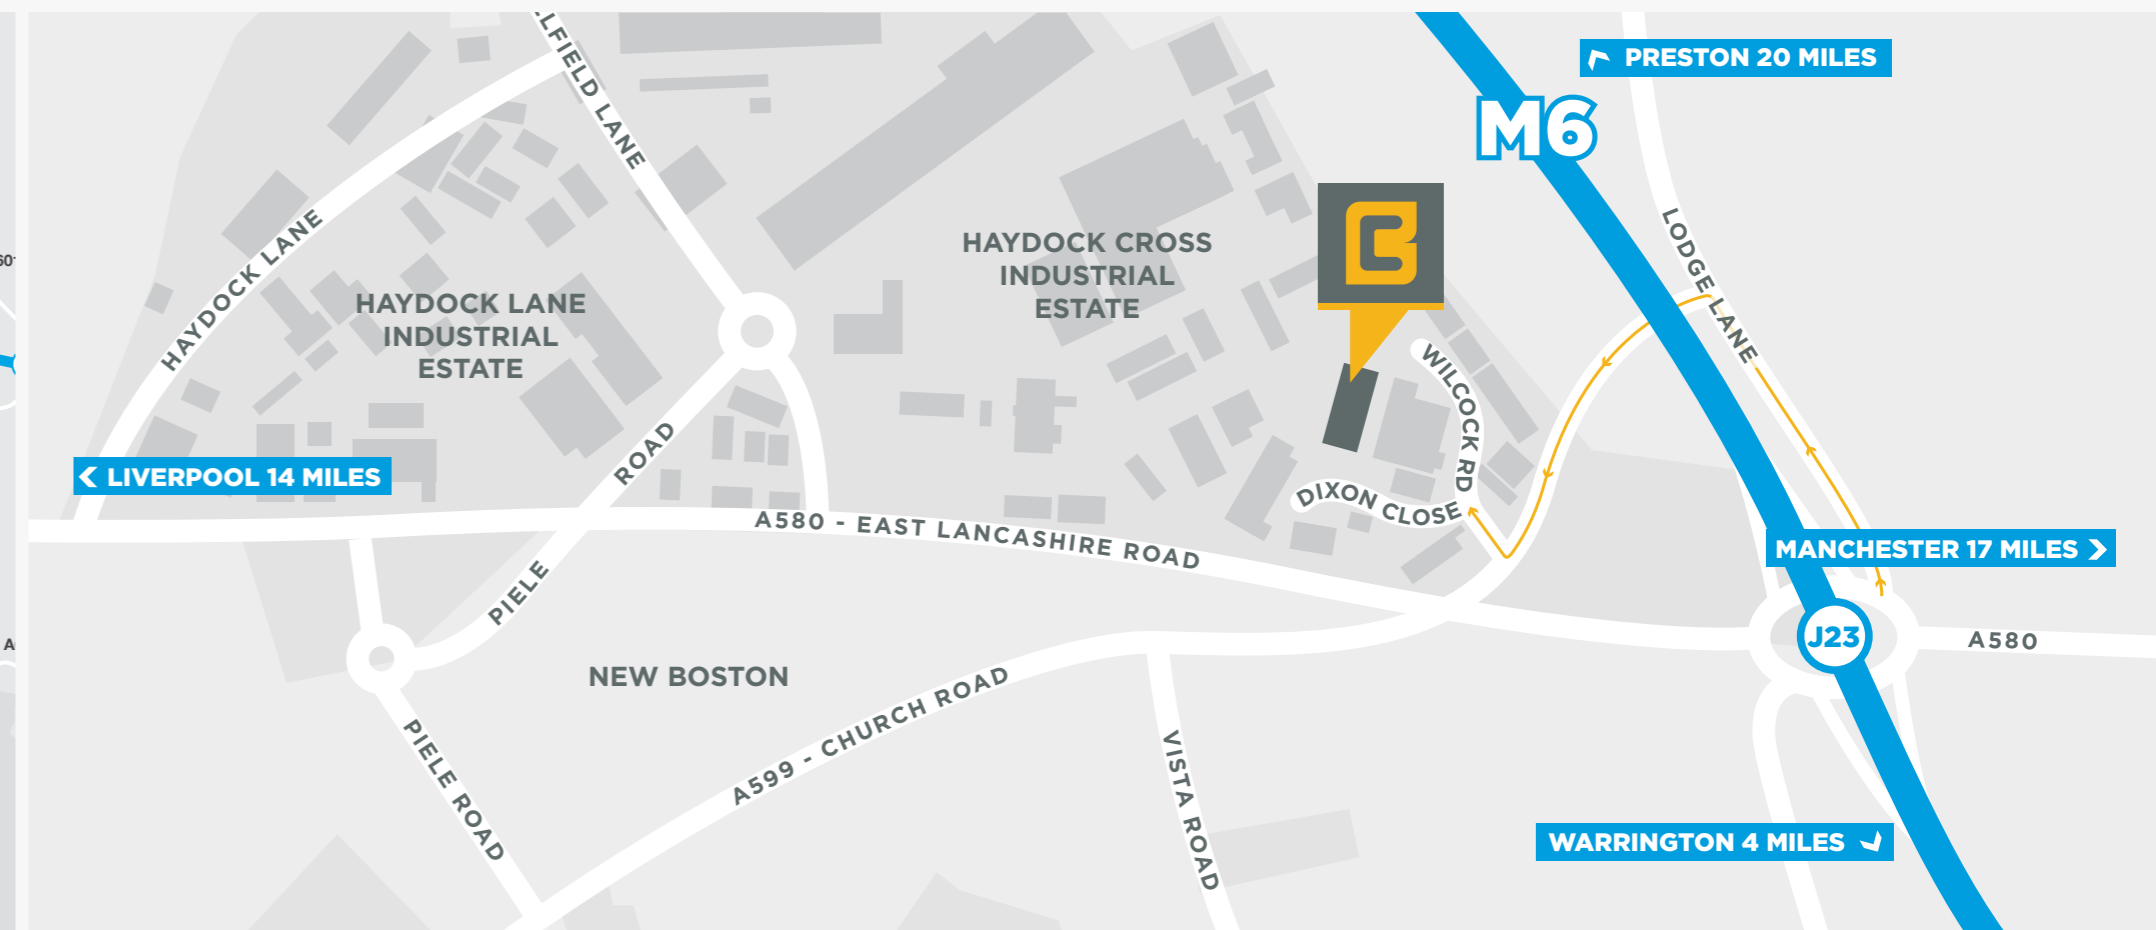 PRESTON 20 MILES
M6
LFIELD LANE
LODGE LANE
HAYDOCK LANE
HAYDOCK CROSS
INDUSTRIAL
ESTATE
HAYDOCK LANE
INDUSTRIAL
ESTATE
WILCOCK RD
DIXON CLOSE
PIELE ROAD
LIVERPOOL 14 MILES
A580 - EAST LANCASHIRE ROAD
MANCHESTER 17 MILES
J23
A580
NEW BOSTON
A599 - CHURCH ROAD
VISTA ROAD
PIELE ROAD
WARRINGTON 4 MILES